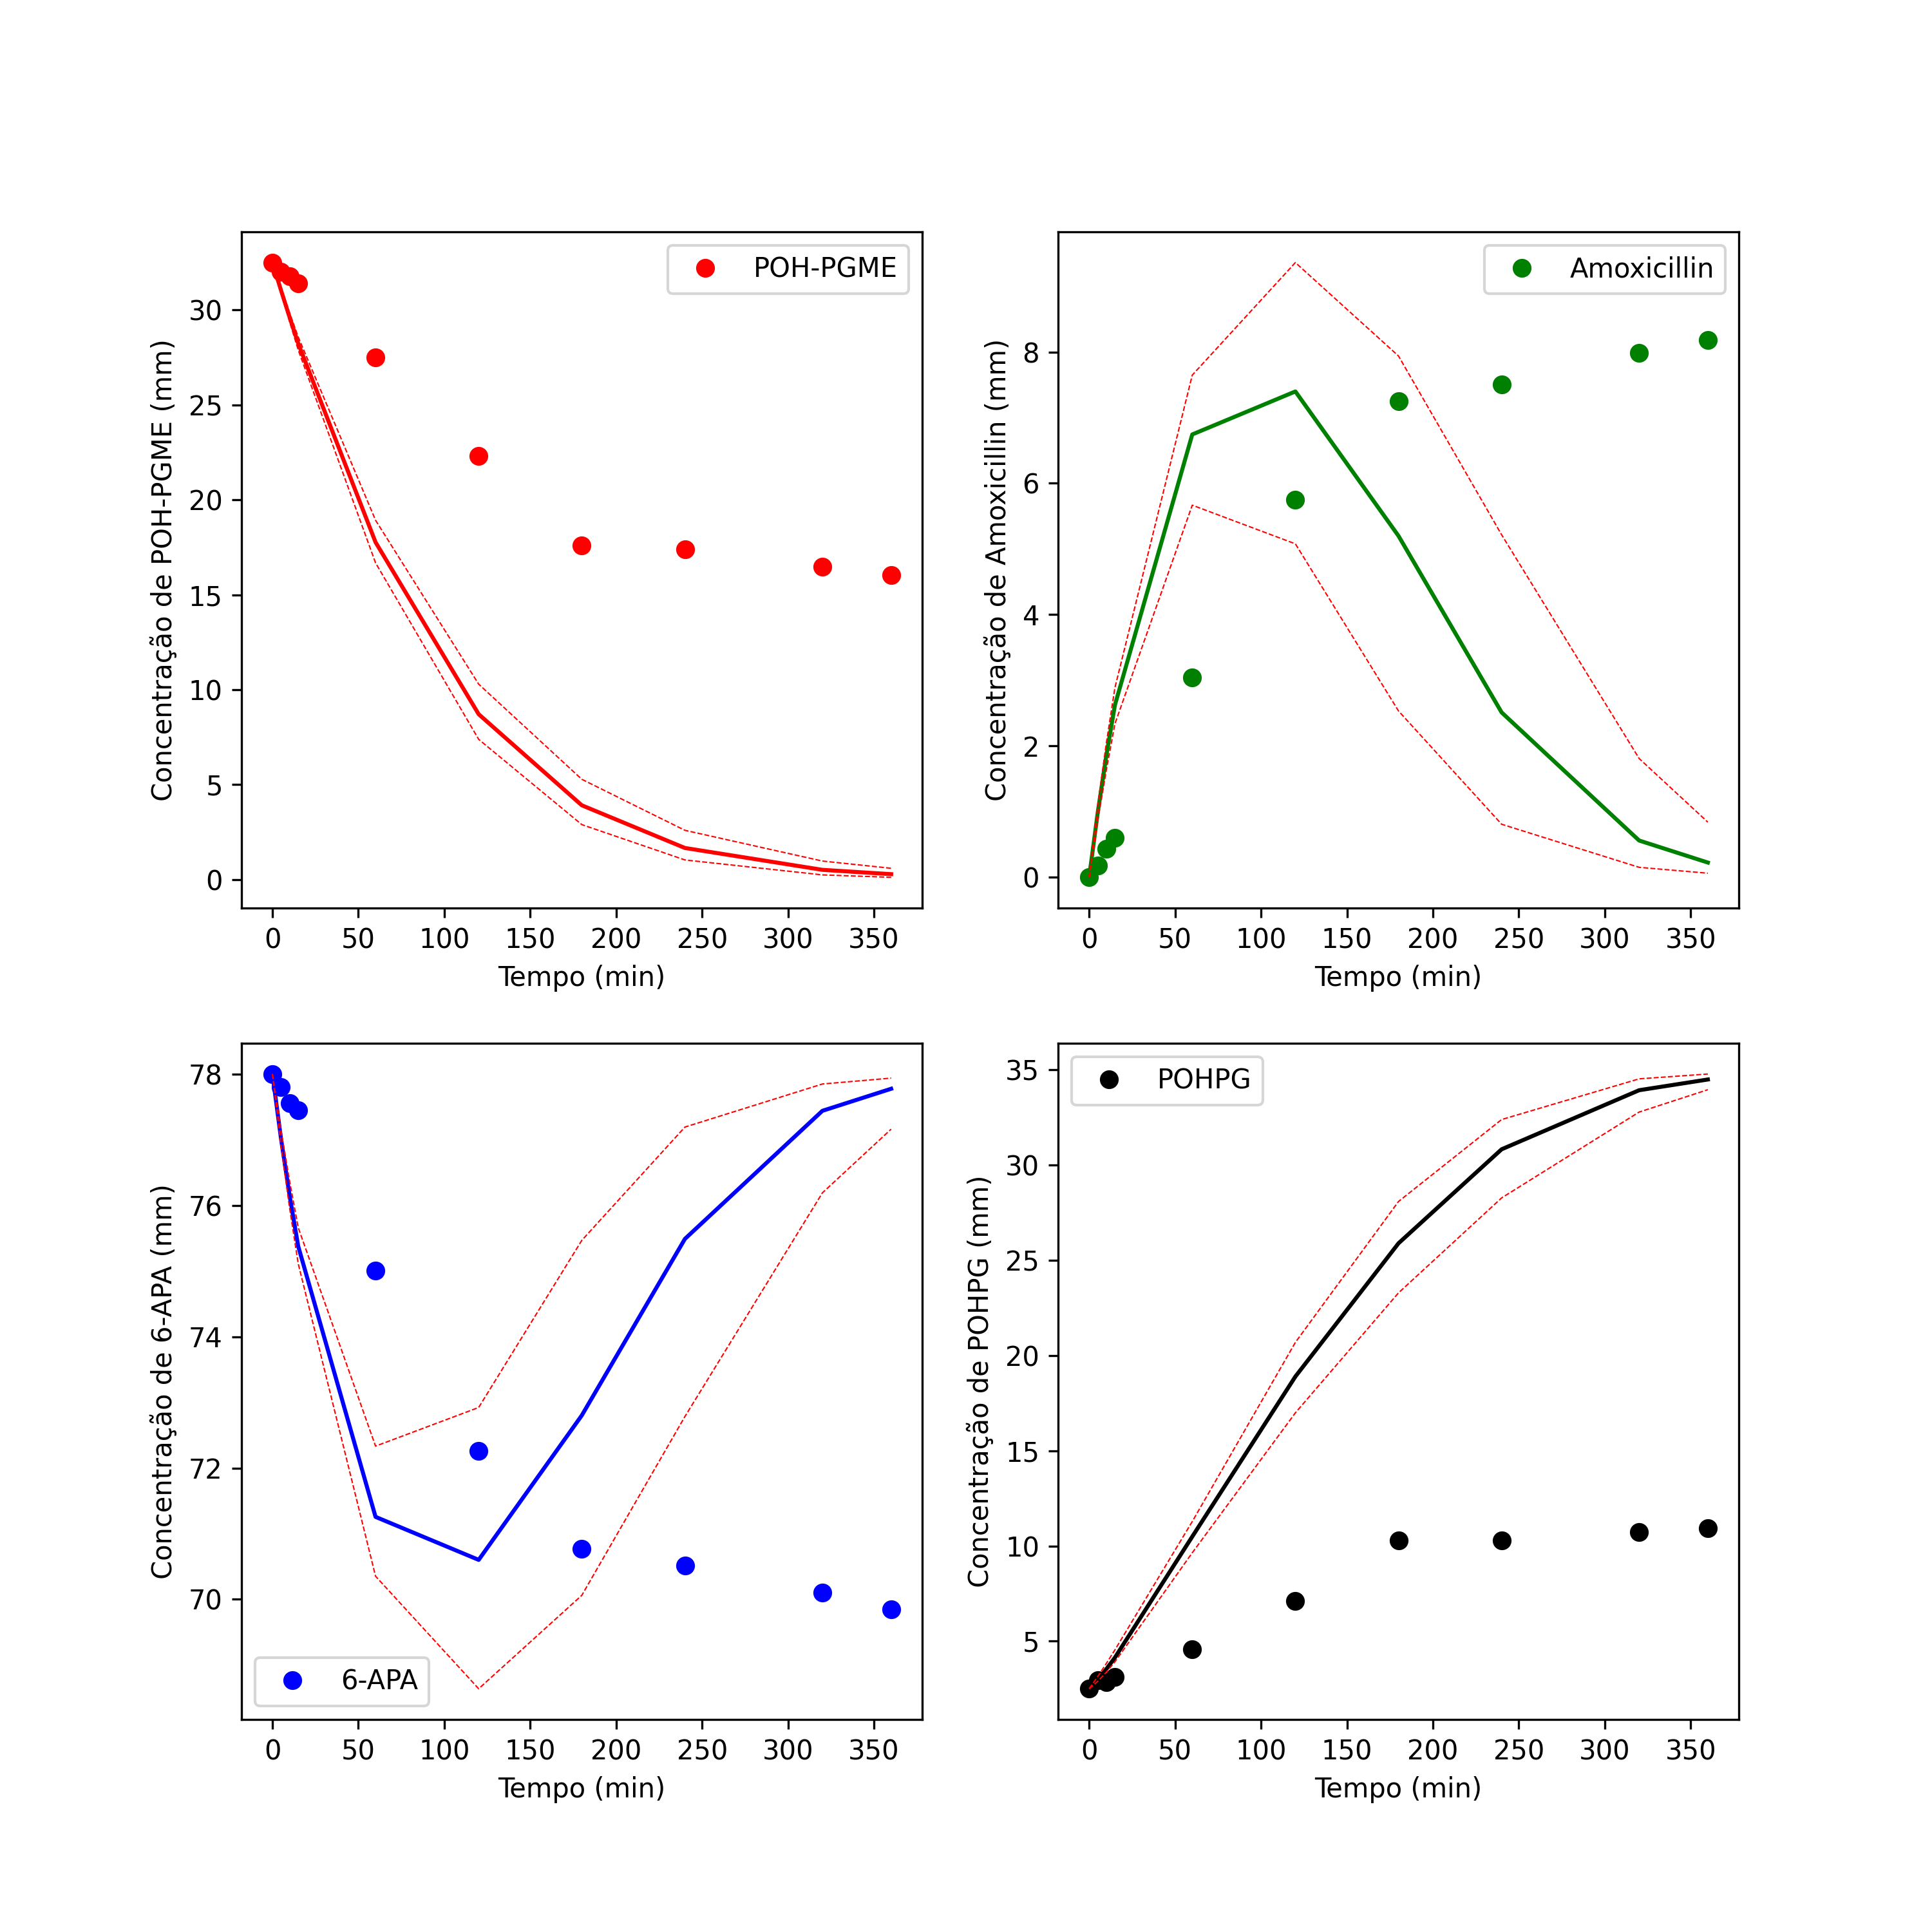 POH-PGME
Concentração de POH-PGME (mm)
30
25
20
15
10
5
0
0 50 100 150 200 250 300 350
Tempo (min)
Amoxicillin
Concentração de Amoxicillin (mm)
8
6
4
2
0
0 50 100 150 200 250 300 350
Tempo (min)
Concentração de 6-APA (mm)
78
76
74
72
70
6-APA
0 50 100 150 200 250 300 350
Tempo (min)
POHPG
Concentração de POHPG (mm)
35
30
25
20
15
10
5
0 50 100 150 200 250 300 350
Tempo (min)